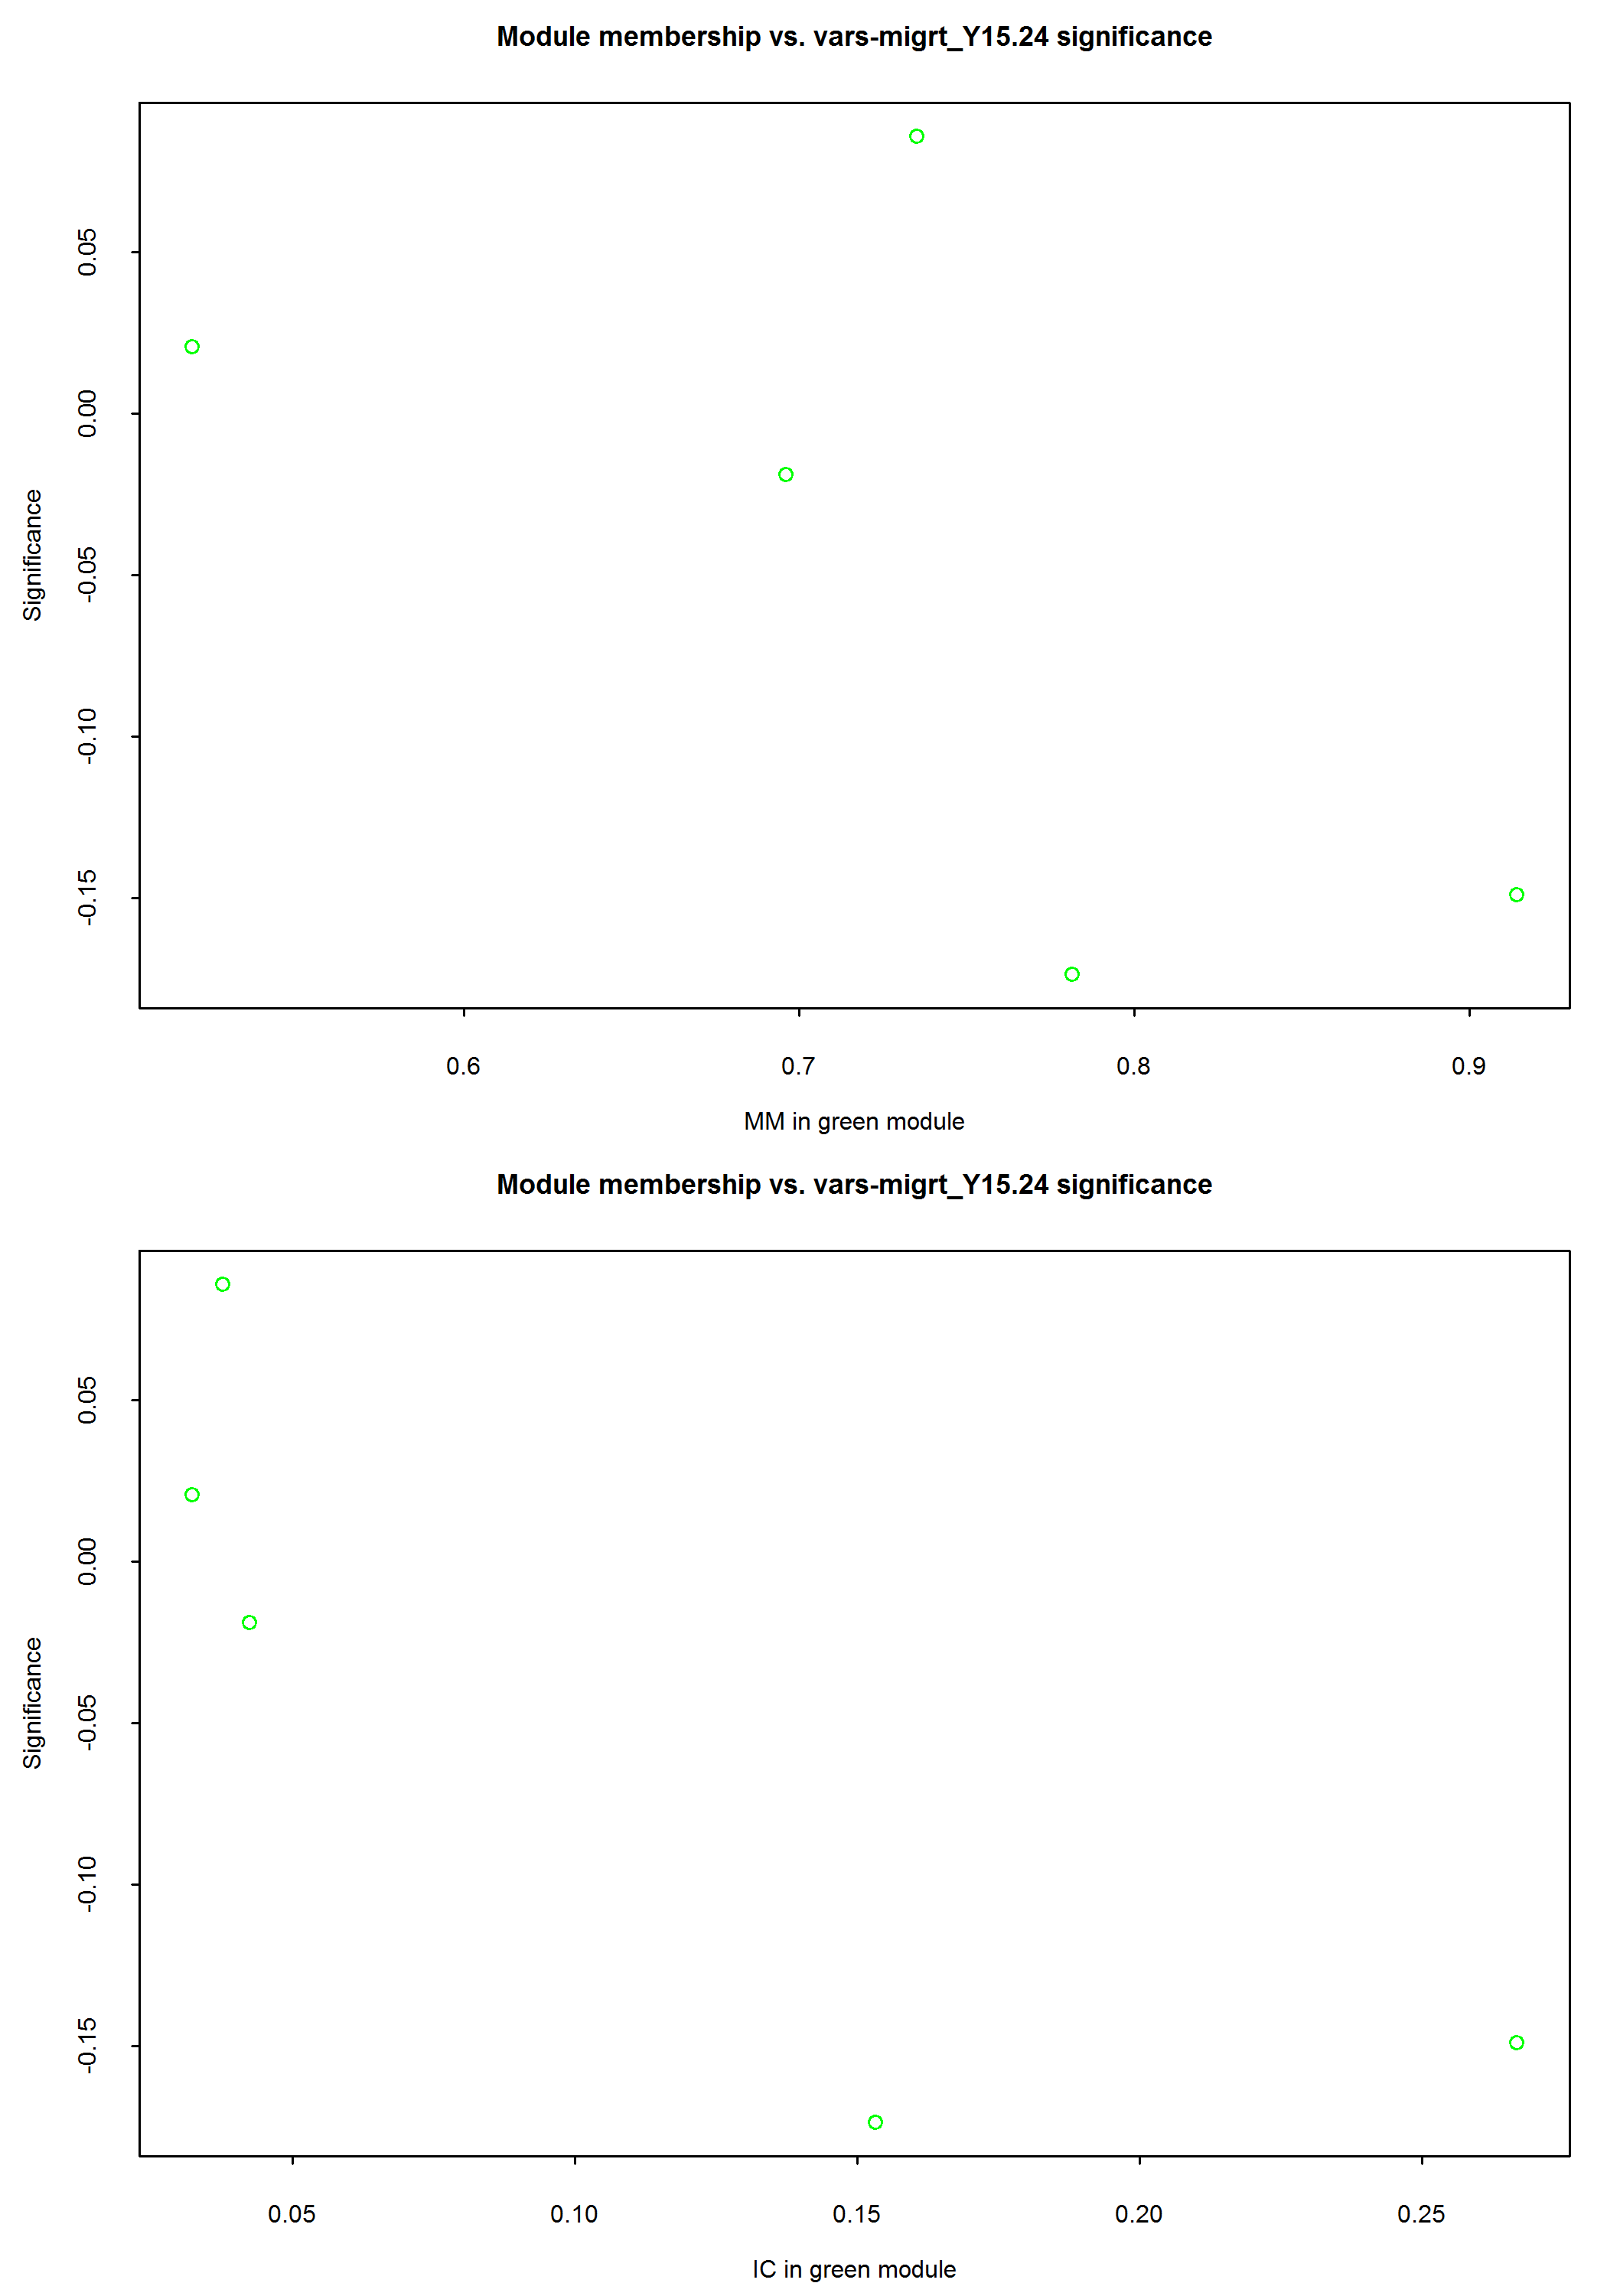 Module membership vs. vars-migrt_Y15.24 significance
0.05
0.00
-0.05
-0.10
-0.15
Significance
0.6 0.7 0.8 0.9
MM in green module
Module membership vs. vars-migrt_Y15.24 significance
0.05
0.00
-0.05
-0.10
-0.15
Significance
0.05 0.10 0.15 0.20 0.25
IC in green module